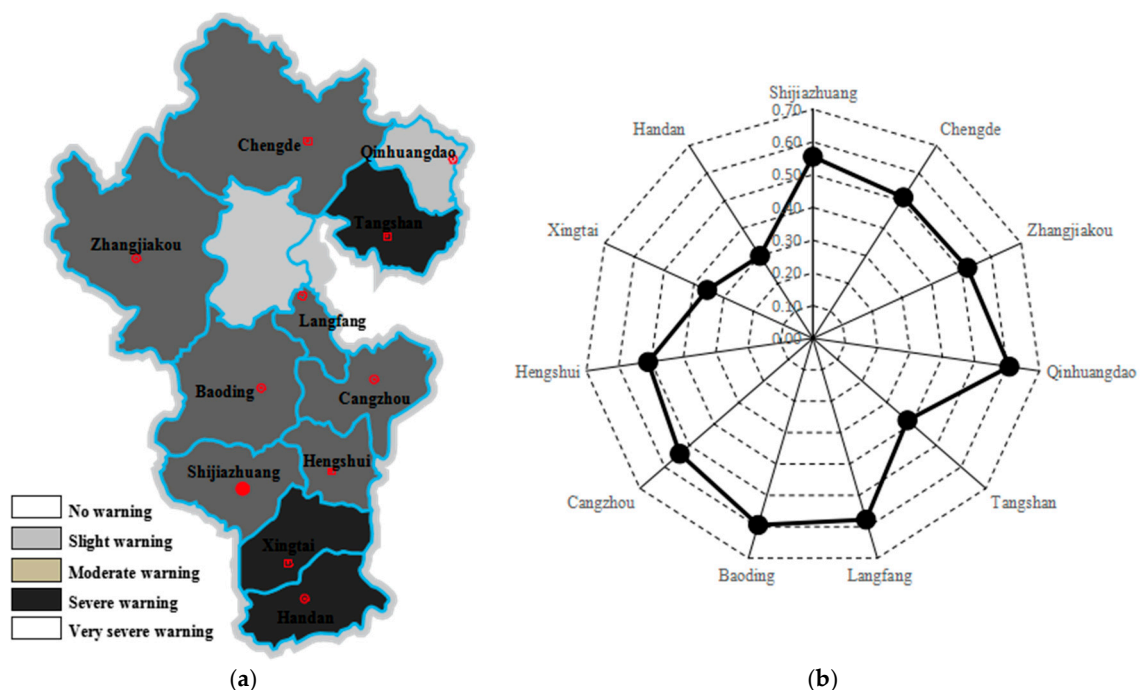 Chengde
Qinhuangdao
Tangshan
Zhangjiakou
Langfang
Baoding
Cangzhou
Shijiazhuang
Hengshui
Xingtai
Handan
No warning
Slight warning
Moderate warning
Severe warning
Very severe warning
(a)
Shijiazhuang
0.70
0.60
0.50
0.40
0.30
0.20
0.10
0.00
Chengde
Zhangjiakou
Qinhuangdao
Tangshan
Langfang
Baoding
Cangzhou
Hengshui
Xingtai
Handan
(b)